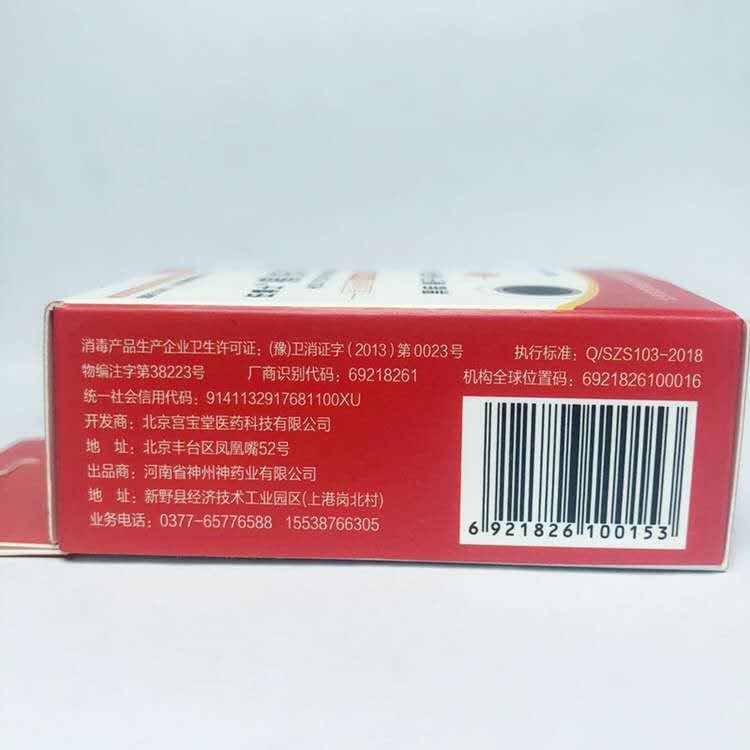 消毒产品生产企业卫生许可证：(豫)卫消证字（2013）第0023号 执行标准：Q/SZS103-2018
物编注字第38223号 厂商识别代码：69218261 机构全球位置码：6921826100016
统一社会信用代码：9141132917681100XU
开发商：北京宫宝堂医药科技有限公司
地 址：北京丰台区凤凰嘴52号
出品商：河南省神州神药业有限公司
地 址：新野县经济技术工业园区(上港岗北村)
业务电话：0377-65776588 15538766305
6 921826 100153